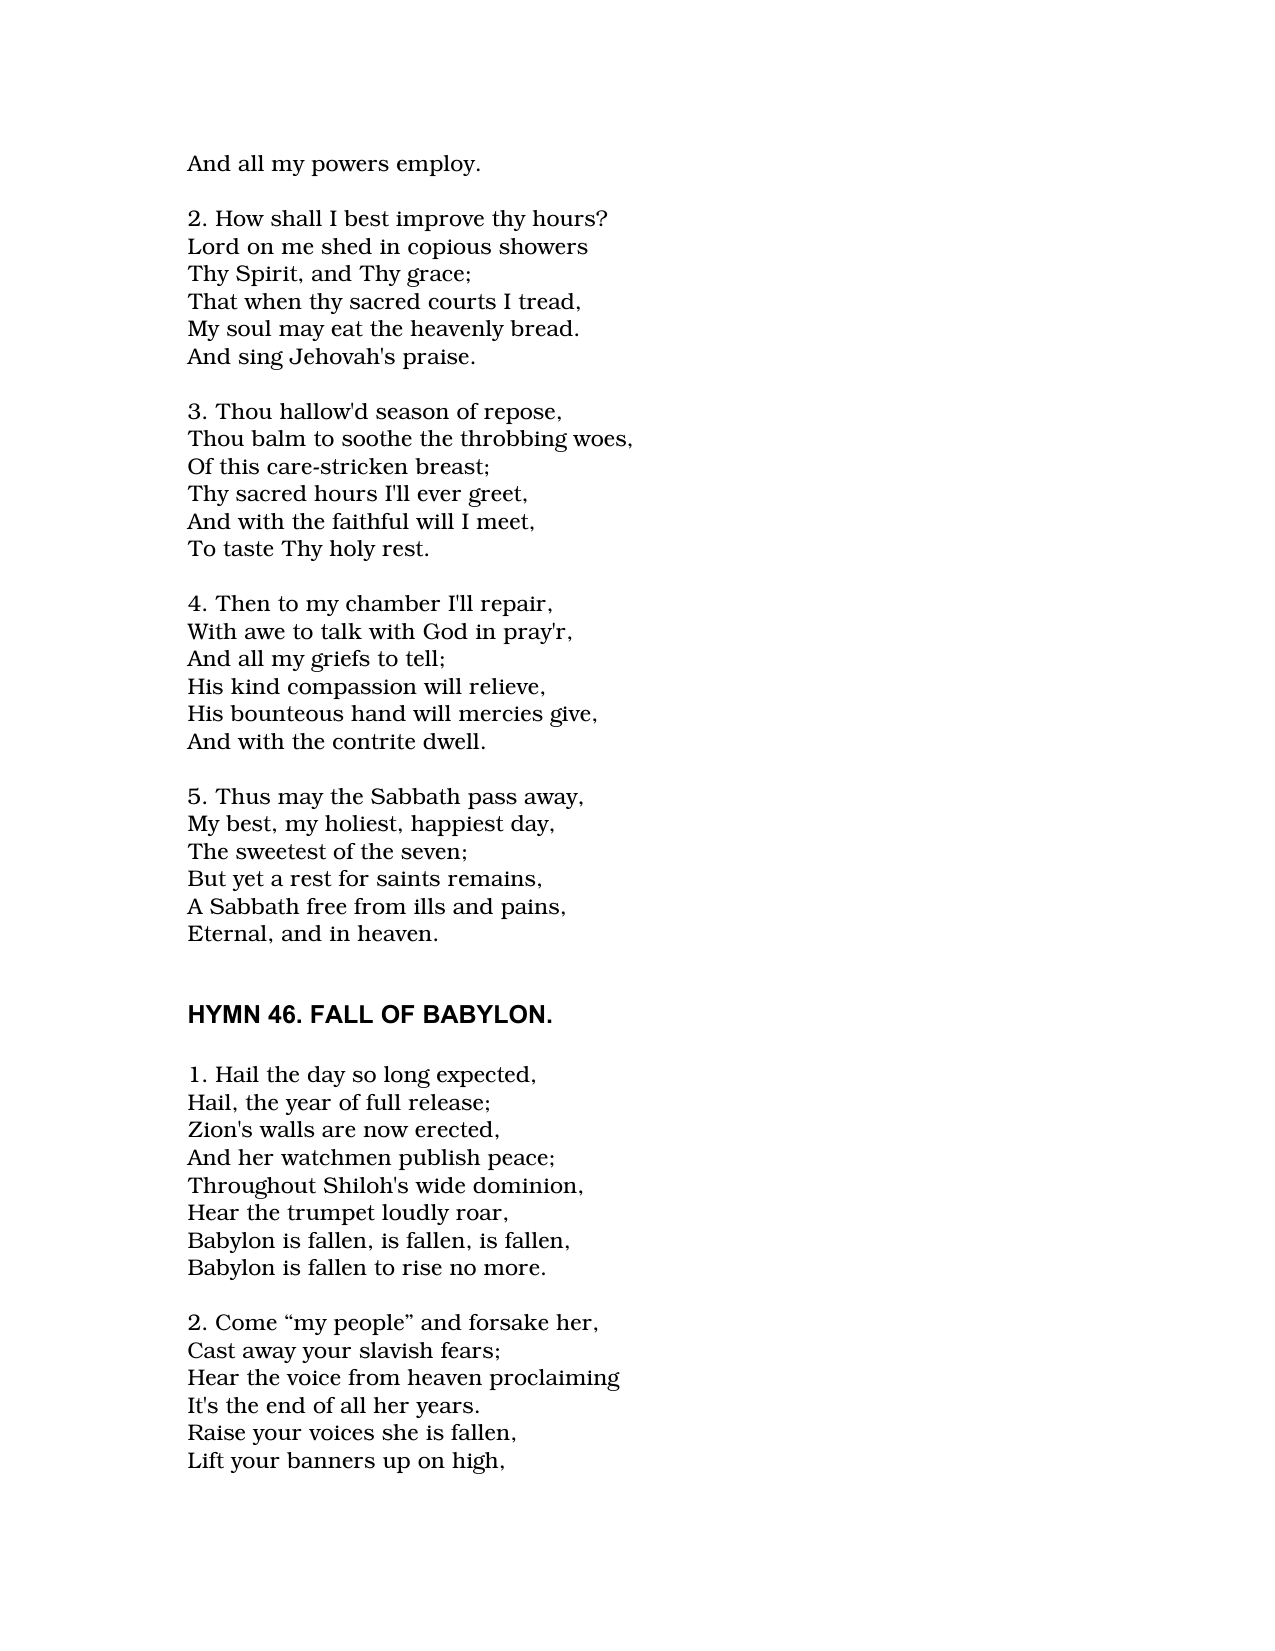 And all my powers employ.
2. How shall I best improve thy hours?
Lord on me shed in copious showers
Thy Spirit, and Thy grace;
That when thy sacred courts I tread,
My soul may eat the heavenly bread.
And sing Jehovah's praise.
3. Thou hallow'd season of repose,
Thou balm to soothe the throbbing woes,
Of this care-stricken breast;
Thy sacred hours I'll ever greet,
And with the faithful will I meet,
To taste Thy holy rest.
4. Then to my chamber I'll repair,
With awe to talk with God in pray'r,
And all my griefs to tell;
His kind compassion will relieve,
His bounteous hand will mercies give,
And with the contrite dwell.
5. Thus may the Sabbath pass away,
My best, my holiest, happiest day,
The sweetest of the seven;
But yet a rest for saints remains,
A Sabbath free from ills and pains,
Eternal, and in heaven.
HYMN 46. FALL OF BABYLON.
1. Hail the day so long expected,
Hail, the year of full release;
Zion's walls are now erected,
And her watchmen publish peace;
Throughout Shiloh's wide dominion,
Hear the trumpet loudly roar,
Babylon is fallen, is fallen, is fallen,
Babylon is fallen to rise no more.
2. Come “my people” and forsake her,
Cast away your slavish fears;
Hear the voice from heaven proclaiming
It's the end of all her years.
Raise your voices she is fallen,
Lift your banners up on high,